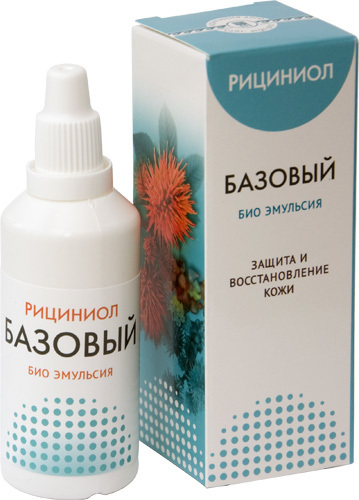 РИЦИНИОЛ
БАЗОВЫЙ
БИО ЭМУЛЬСИЯ
ЗАЩИТА И
ВОССТАНОВЛЕНИЕ
КОЖИ
РИЦИНИОЛ
БАЗОВЫЙ
БИО ЭМУЛЬСИЯ